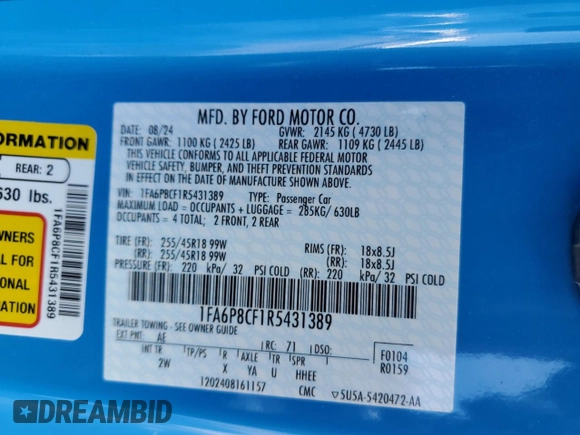 MFD. BY FORD MOTOR CO.
DATE: 08/24 GVWR: 2145 KG ( 4730 LB)
FRONT GAWR: 1100 KG ( 2425 LB) REAR GAWR: 1109 KG ( 2445 LB)
THIS VEHICLE CONFORMS TO ALL APPLICABLE FEDERAL MOTOR
VEHICLE SAFETY, BUMPER, AND THEFT PREVENTION STANDARDS
IN EFFECT ON THE DATE OF MANUFACTURE SHOWN ABOVE.
VIN: 1FA6P8CF1R5431389 TYPE: Passenger Car
MAXIMUM LOAD = OCCUPANTS + LUGGAGE = 285KG/ 630LB
OCCUPANTS = 4 TOTAL; 2 FRONT, 2 REAR
TIRE (FR): 255/45R18 99W RIMS (FR): 18x8.5J
(RR): 255/45R18 99W (RR): 18x8.5J
PRESSURE (FR): 220 kPa/ 32 PSI COLD (RR): 220 kPa/ 32 PSI COLD
1FA6P8CF1R5431389
TRAILER TOWING - SEE OWNER GUIDE
EXT PNT: AE RC: 71 DSO: F0104
INT TR TP/PS R AXLE TR SPR R0159
2W X YA U HHEE
1202408161157 CMC 5U5A-5420472-AA
ORMATION
REAR: 2
630 lbs.
WNERS
AL FOR
IONAL
MATION
1FA6P8CF1R5431389
DREAMBID